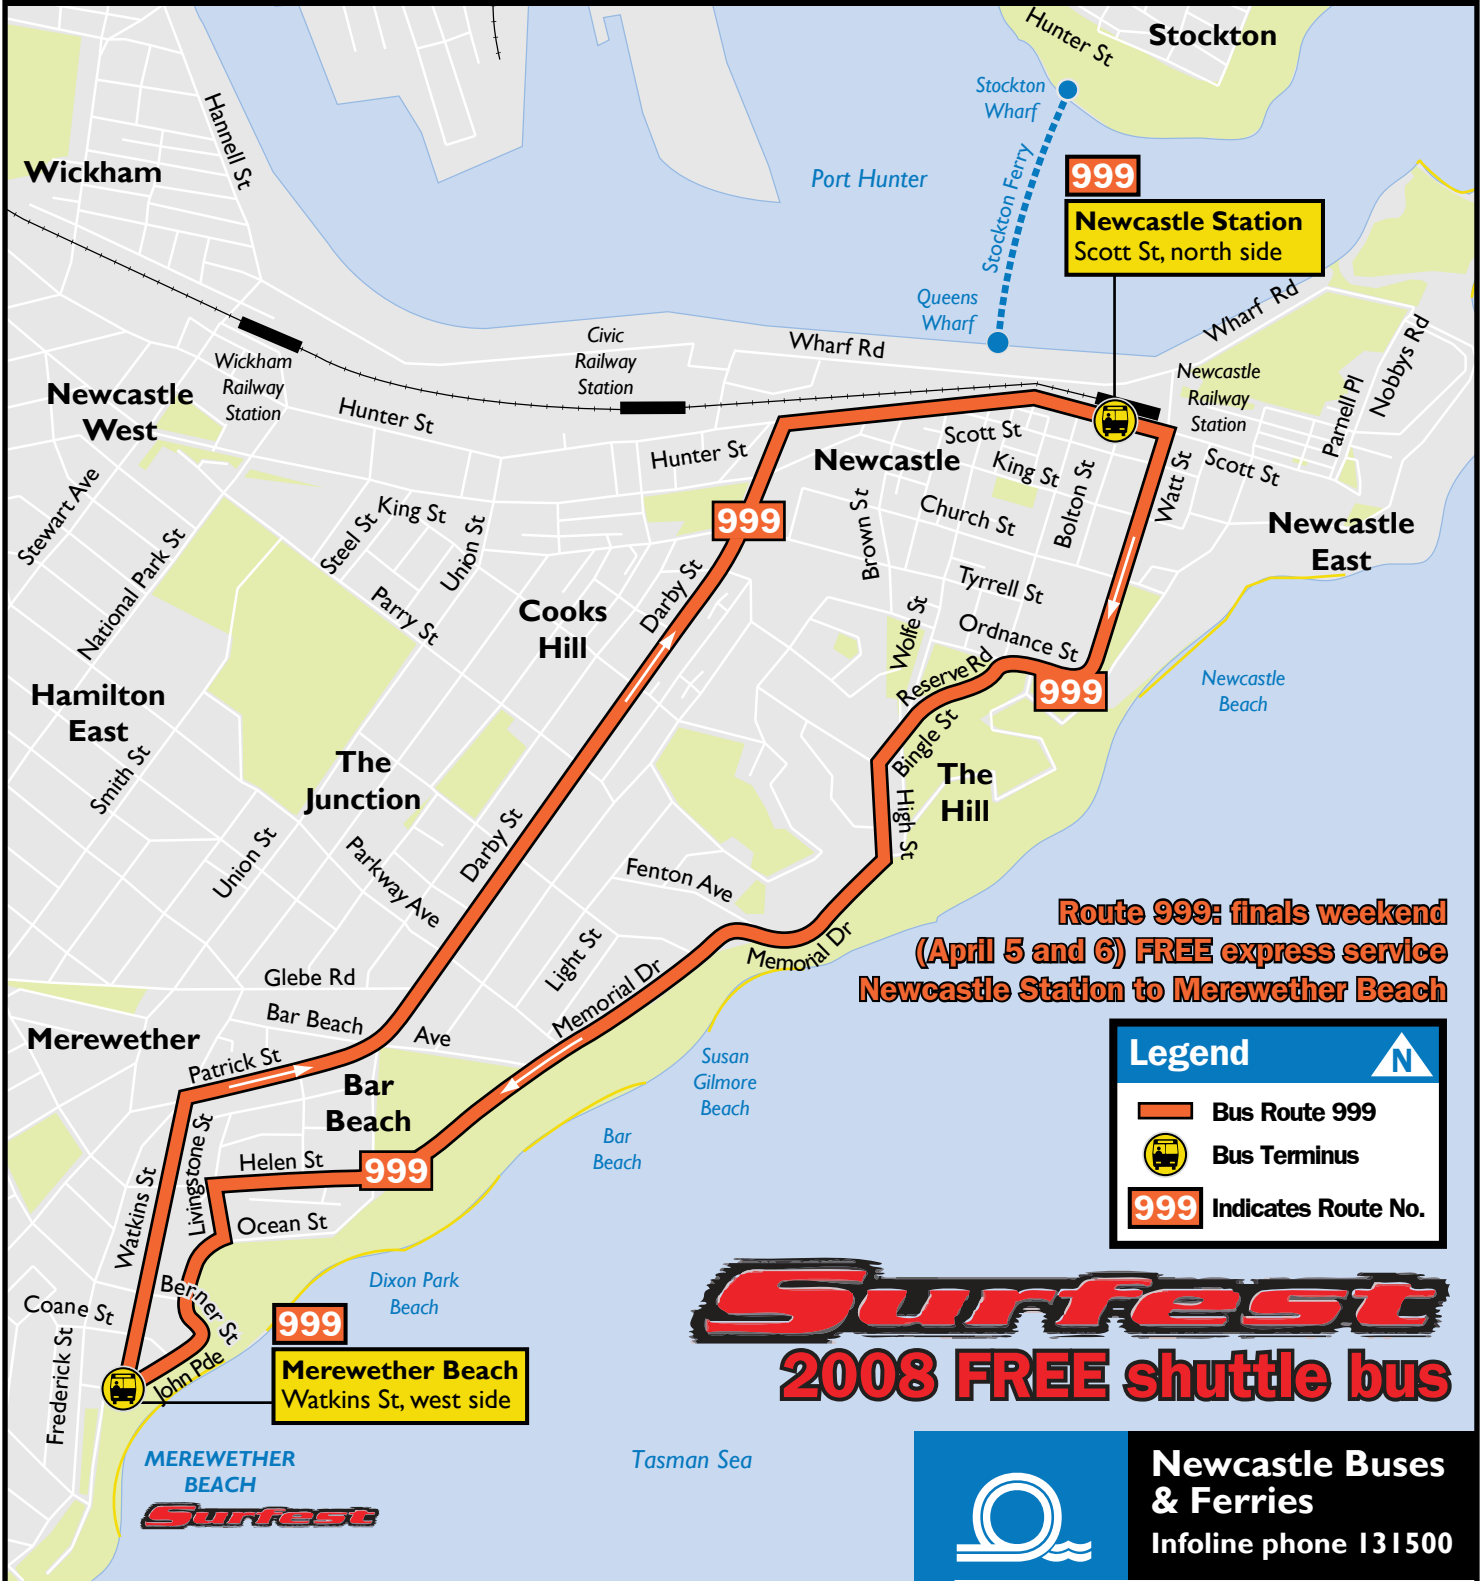 Hunter St
Stockton
Stockton
Wharf
Hannell St
Wickham
Port Hunter
Stockton Ferry
999
Newcastle Station
Scott St, north side
Queens
Wharf
Wharf Rd
Wharf Rd
Nobbys Rd
Parnell Pl
Wickham
Railway
Station
Civic
Railway
Station
Newcastle
Railway
Station
Newcastle
West
Hunter St
Hunter St
Scott St
Newcastle
King St
Bolton St
Watt St
Scott St
Stewart Ave
National Park St
King St
Steel St
Union St
Parry St
999
Brown St
Church St
Newcastle
East
Cooks
Hill
Darby St
Tyrrell St
Wolfe St
Ordnance St
Reserve Rd
999
Newcastle
Beach
Hamilton
East
Smith St
The
Junction
Bingle St
The
Hill
High St
Union St
Parkway Ave
Darby St
Fenton Ave
Light St
Memorial Dr
Memorial Dr
Route 999: finals weekend
(April 5 and 6) FREE express service
Newcastle Station to Merewether Beach
Glebe Rd
Bar Beach
Ave
Merewether
Patrick St
Bar
Beach
Susan
Gilmore
Beach
Bar
Beach
Legend
N
Bus Route 999
Bus Terminus
999 Indicates Route No.
Livingstone St
Helen St
999
Watkins St
Ocean St
Dixon Park
Beach
Berner St
Coane St
Frederick St
John Pde
999
Merewether Beach
Watkins St, west side
Surfest
2008 FREE shuttle bus
MEREWETHER
BEACH
Surfest
Tasman Sea
Newcastle Buses
& Ferries
Infoline phone 131500